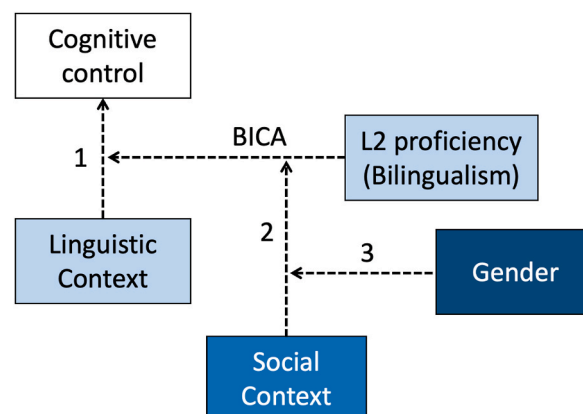 Cognitive
control
BICA
1
L2 proficiency
(Bilingualism)
2
Linguistic
Context
3
Gender
Social
Context